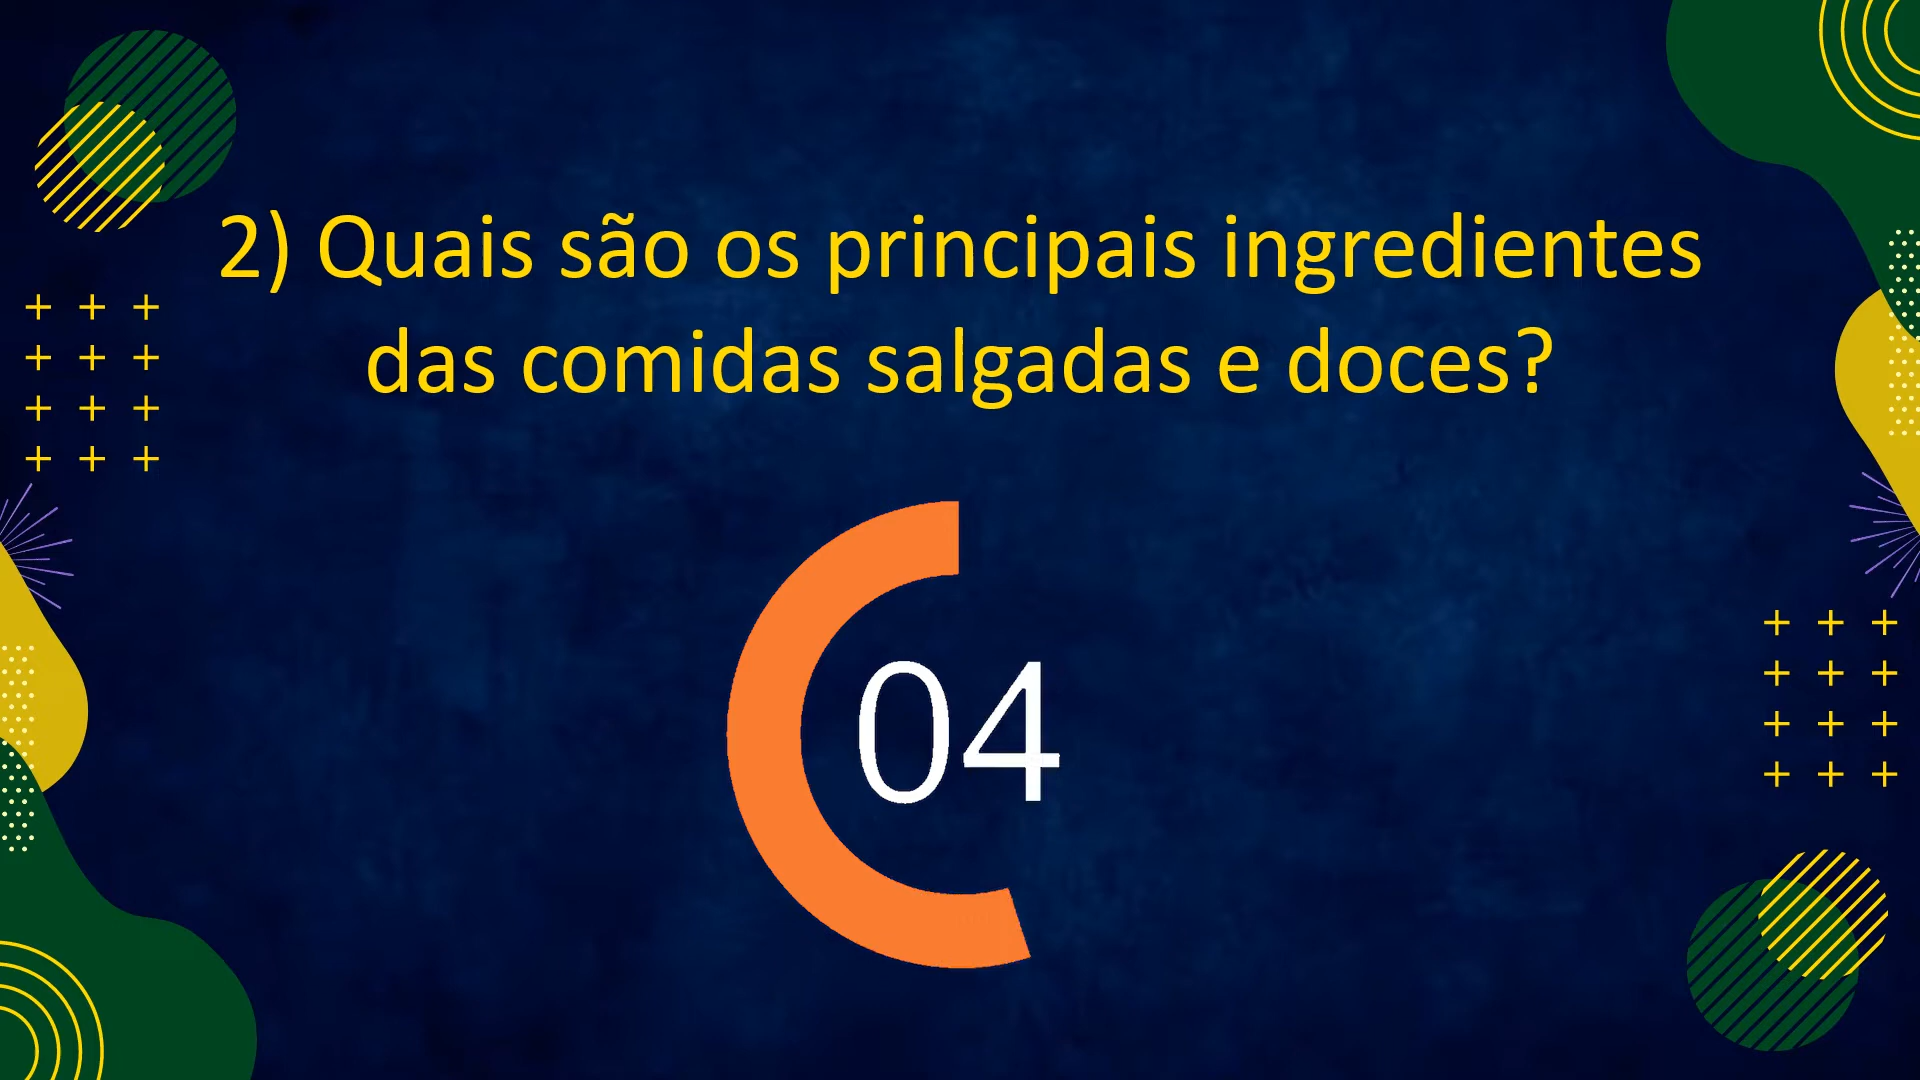 2) Quais são os principais ingredientes
das comidas salgadas e doces?
04